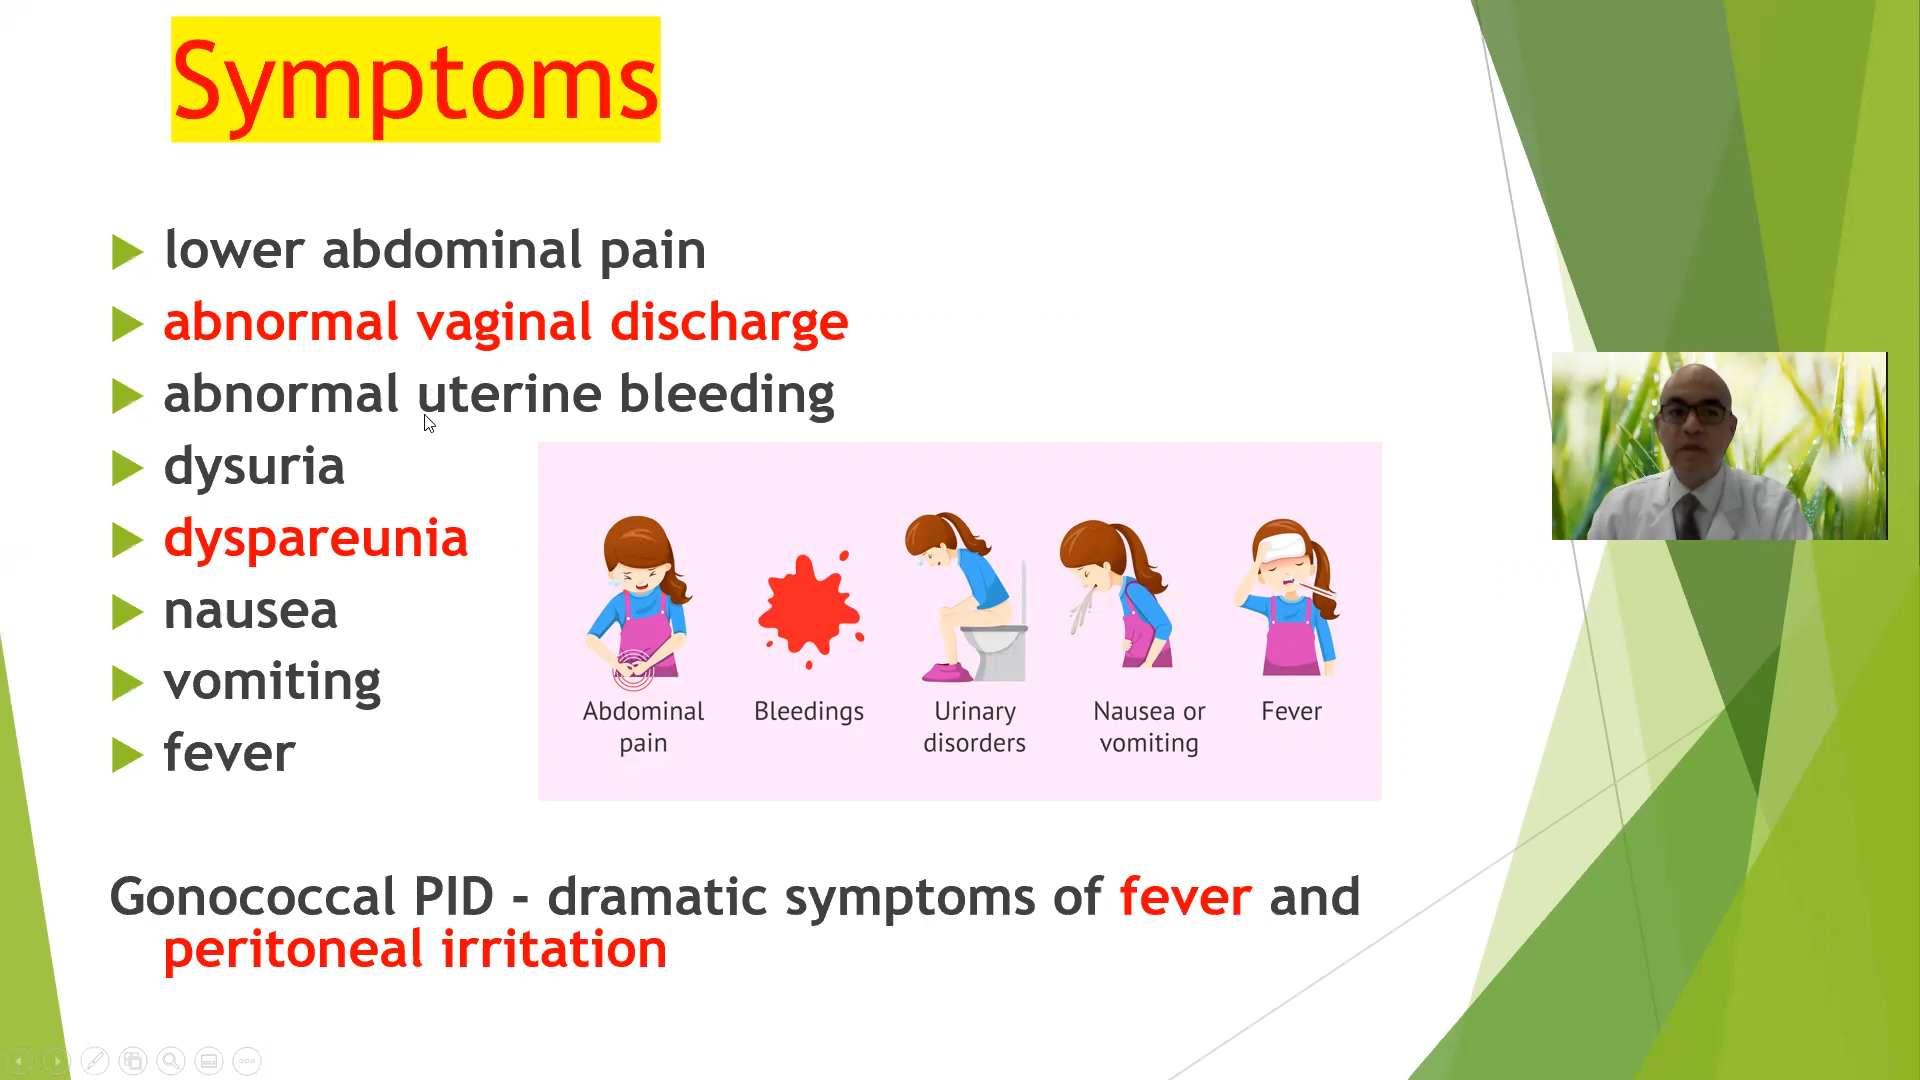 Symptoms
lower abdominal pain
abnormal vaginal discharge
abnormal uterine bleeding
dysuria
dyspareunia
nausea
vomiting
fever
Abdominal
pain
Bleedings
Urinary
disorders
Nausea or
vomiting
Fever
Gonococcal PID - dramatic symptoms of fever and
peritoneal irritation